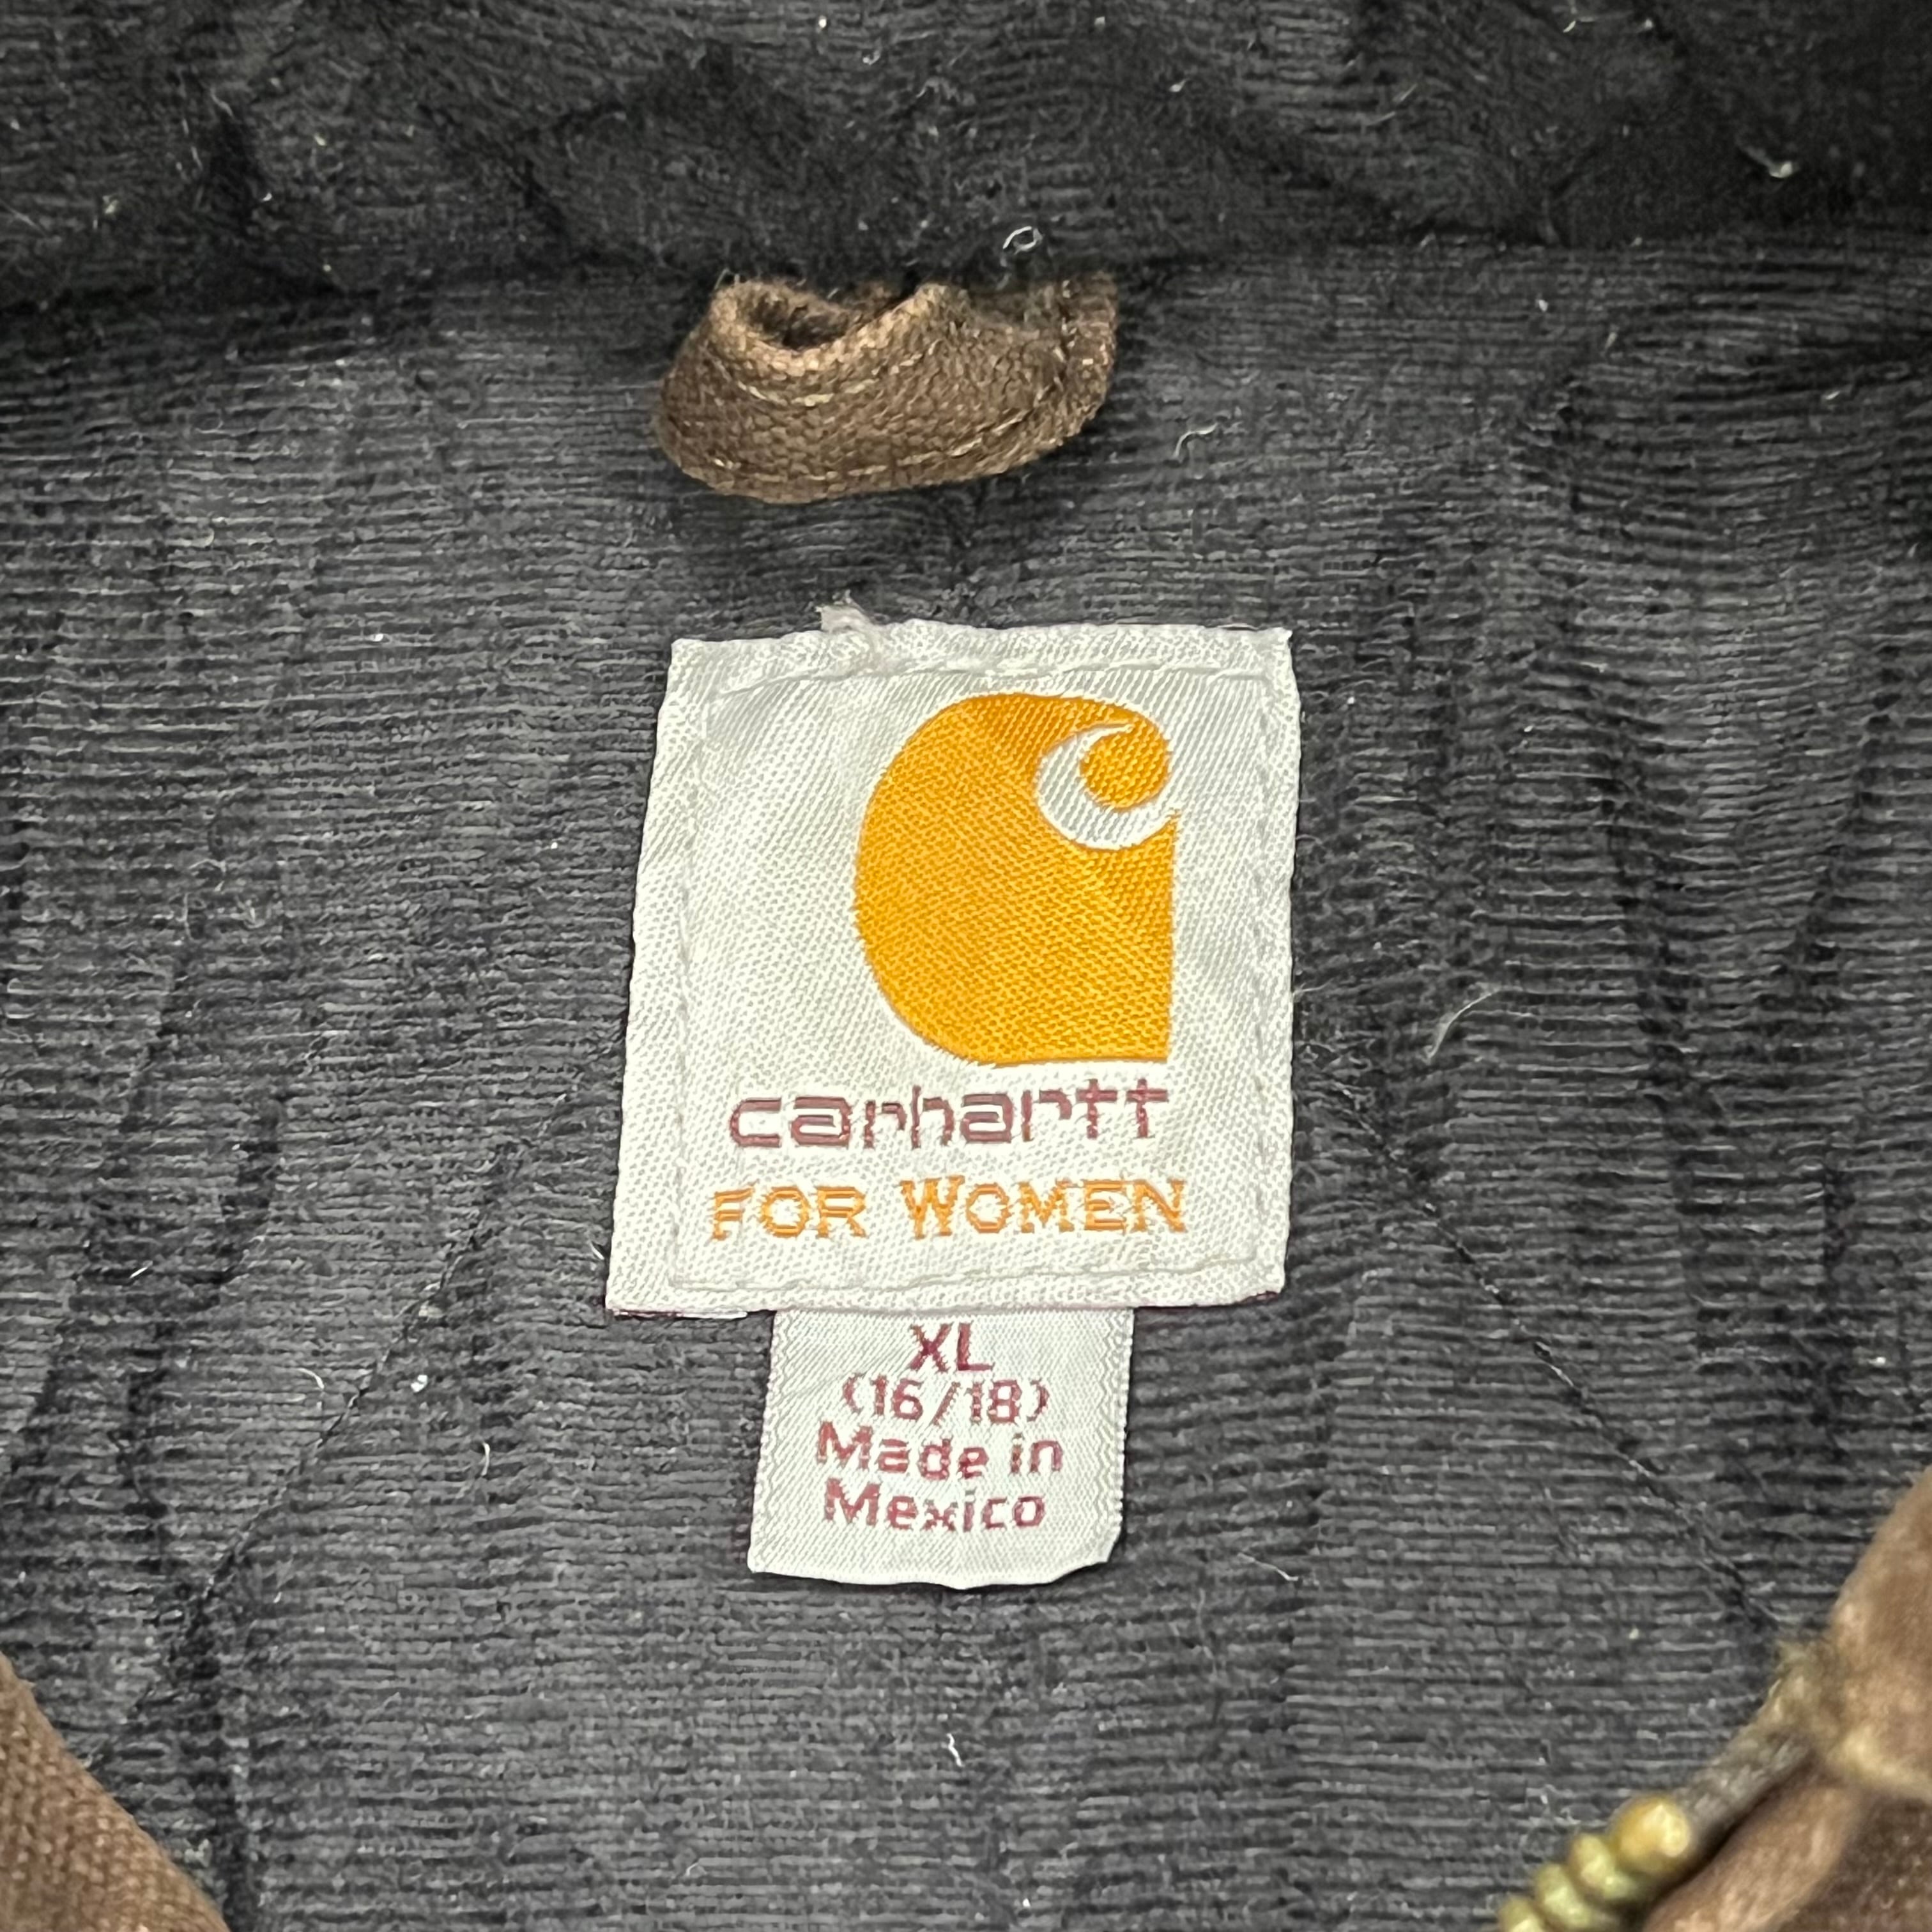 carhartt
FOR WOMEN
XL
(16/18)
Made in
Mexico